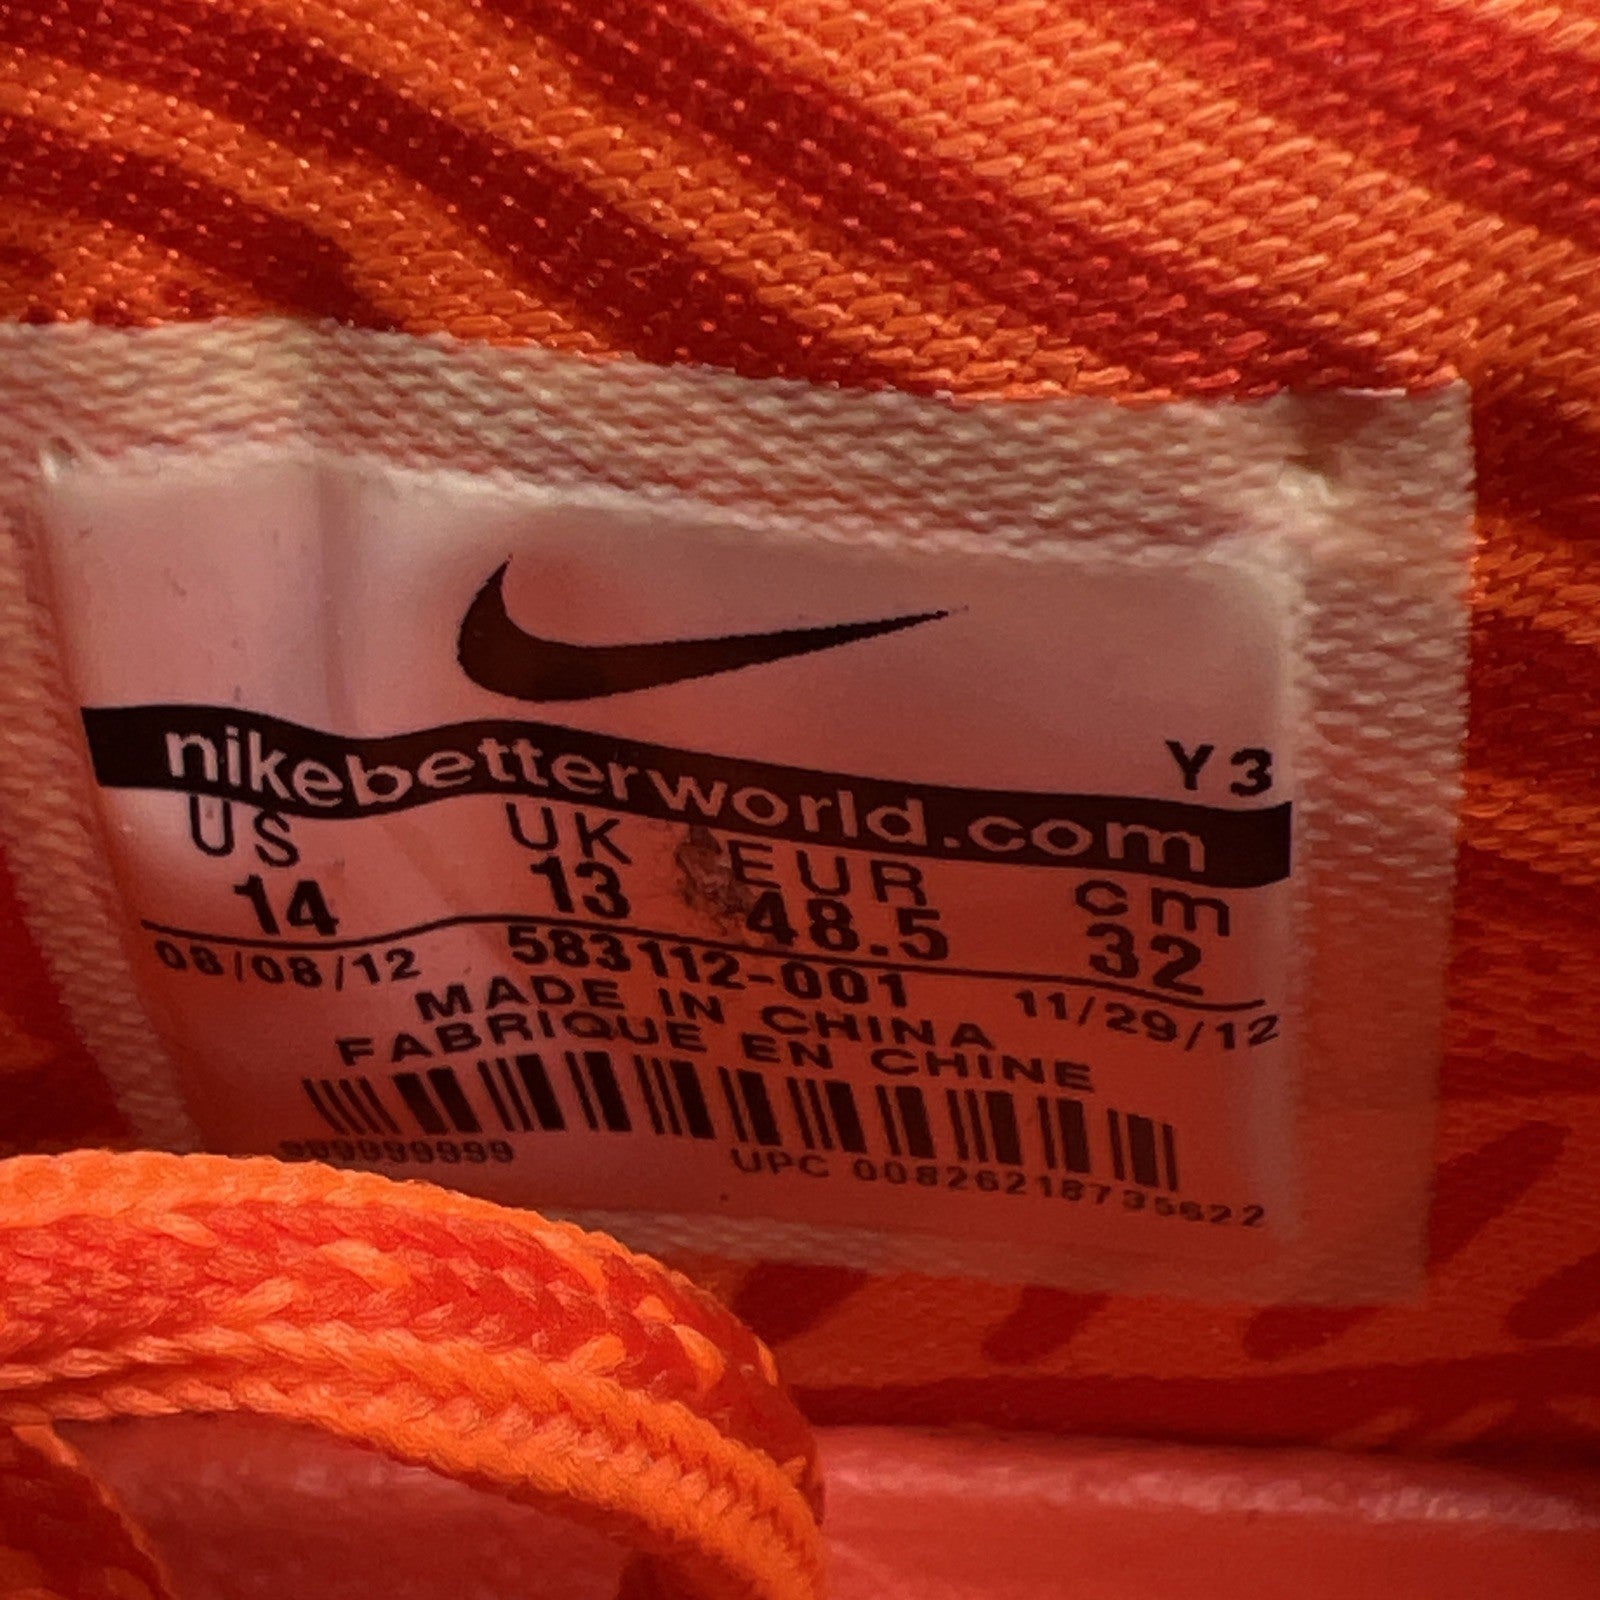 Y3
nikebetterworld.com
US UK EUR cm
14 13 48.5 32
08/08/12 583112-001 11/29/12
MADE IN CHINA
FABRIQUE EN CHINE
UPC 00826218735622